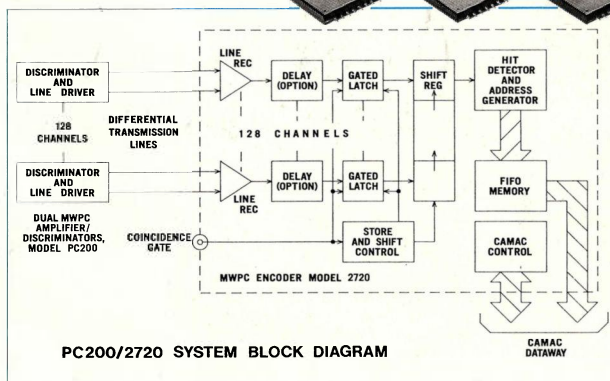 DISCRIMINATOR
AND
LINE DRIVER
128
CHANNELS
DIFFERENTIAL
TRANSMISSION
LINES
DISCRIMINATOR
AND
LINE DRIVER
DUAL MWPC
AMPLIFIER/
DISCRIMINATORS,
MODEL PC200
COINCIDENCE
GATE
LINE
REC
DELAY
(OPTION)
GATED
LATCH
SHIFT
REG
HIT
DETECTOR
AND
ADDRESS
GENERATOR
128 CHANNELS
LINE
REC
DELAY
(OPTION)
GATED
LATCH
FIFO
MEMORY
STORE
AND SHIFT
CONTROL
CAMAC
CONTROL
MWPC ENCODER MODEL 2720
CAMAC
DATAWAY
PC200/2720 SYSTEM BLOCK DIAGRAM